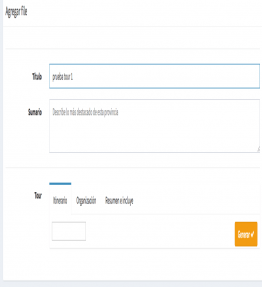 Agregar file
Título
prueba tour 1
Sumario
Describe lo más destacado de esta provincia
Tour
Itinerario Organización Resumen e incluye
Generar ✓